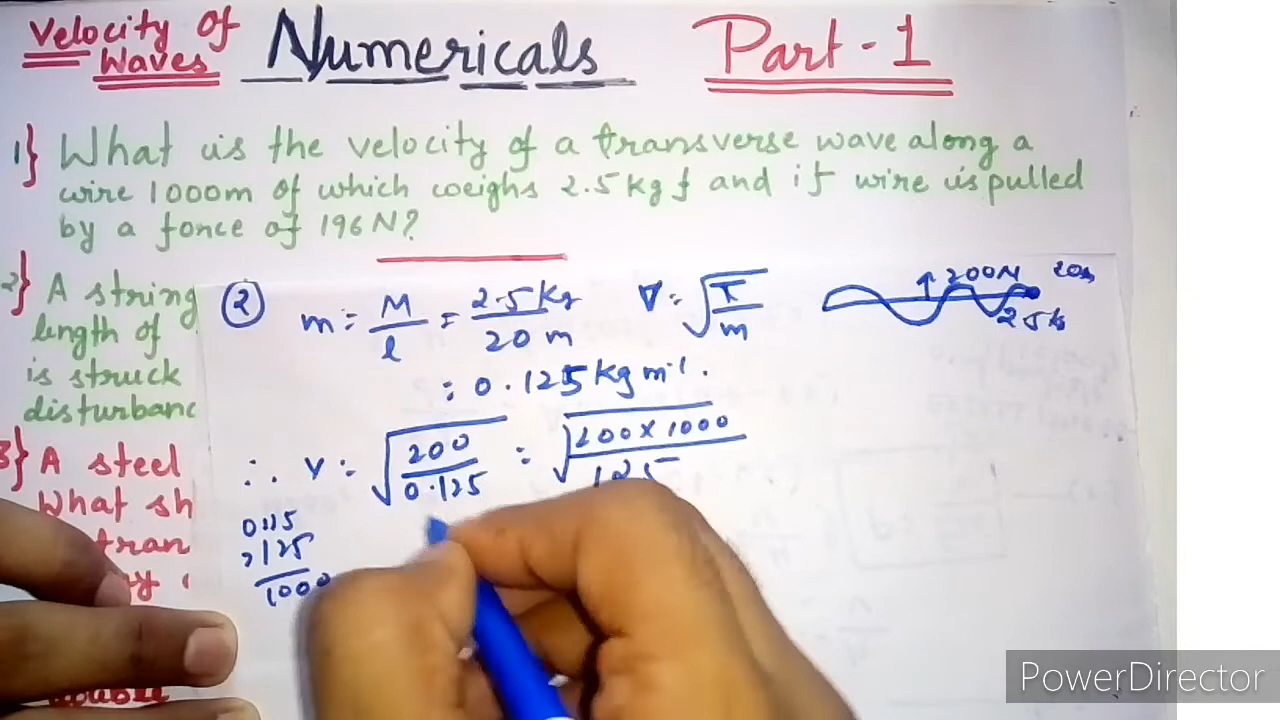 Velocity of Waves Numericals Part-1
1} What is the velocity of a transverse wave along a
wire 1000m of which weighs 2.5kgf and if wire is pulled
by a force of 196N?
2} A string
length of
is struck
disturbanc
3} A steel
What sh
tran
② m = M/l = 2.5 kg/20 m V = √T/m 200N 20m
2.5 kg
= 0.125 kg m⁻¹.
∴ v = √200/0.125 = √200×1000/125
0.125
125
1000
PowerDirector